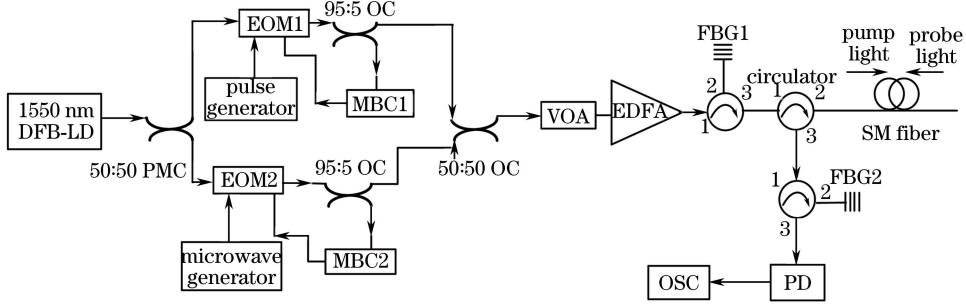 95:5 OC
EOM1
FBG1
pump
light
probe
light
2
3
circulator
1
2
pulse
generator
MBC1
1550 nm
DFB-LD
VOA
EDFA
1
3
SM fiber
50:50 PMC
95:5 OC
50:50 OC
EOM2
1
2
FBG2
3
microwave
generator
MBC2
OSC
PD